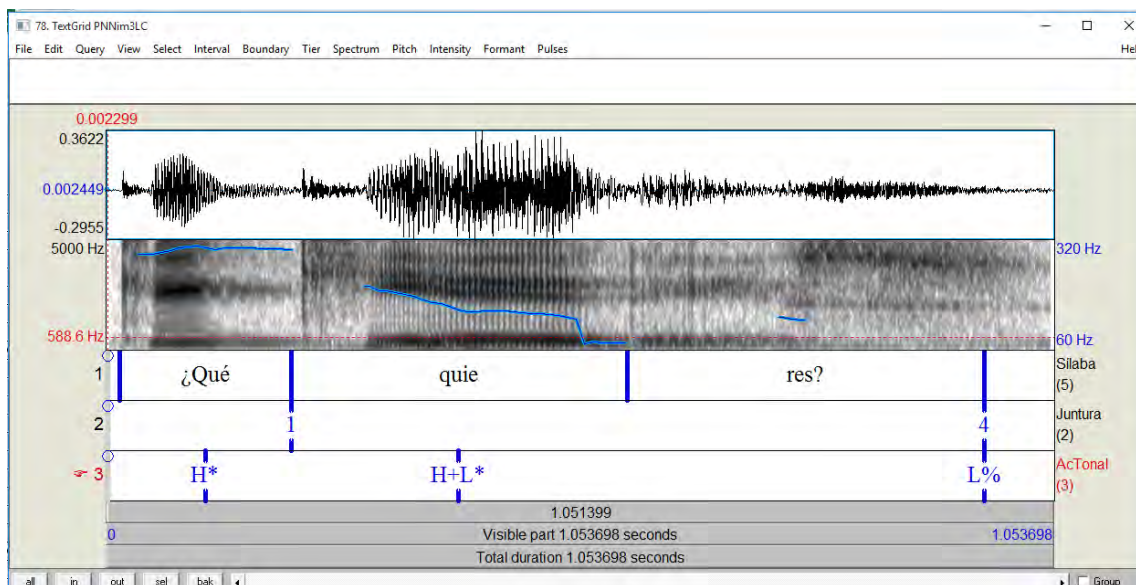 78. TextGrid PNNim3LC
File Edit Query View Select Interval Boundary Tier Spectrum Pitch Intensity Formant Pulses Hel
0.002299
0.3622
0.002449
-0.2955
5000 Hz 320 Hz
588.6 Hz 60 Hz
1 ¿Qué quie res? Sílaba (5)
2 1 4 Juntura (2)
3 H* H+L* L% AcTonal (3)
1.051399
0 Visible part 1.053698 seconds 1.053698
Total duration 1.053698 seconds
all in out sel bak Group